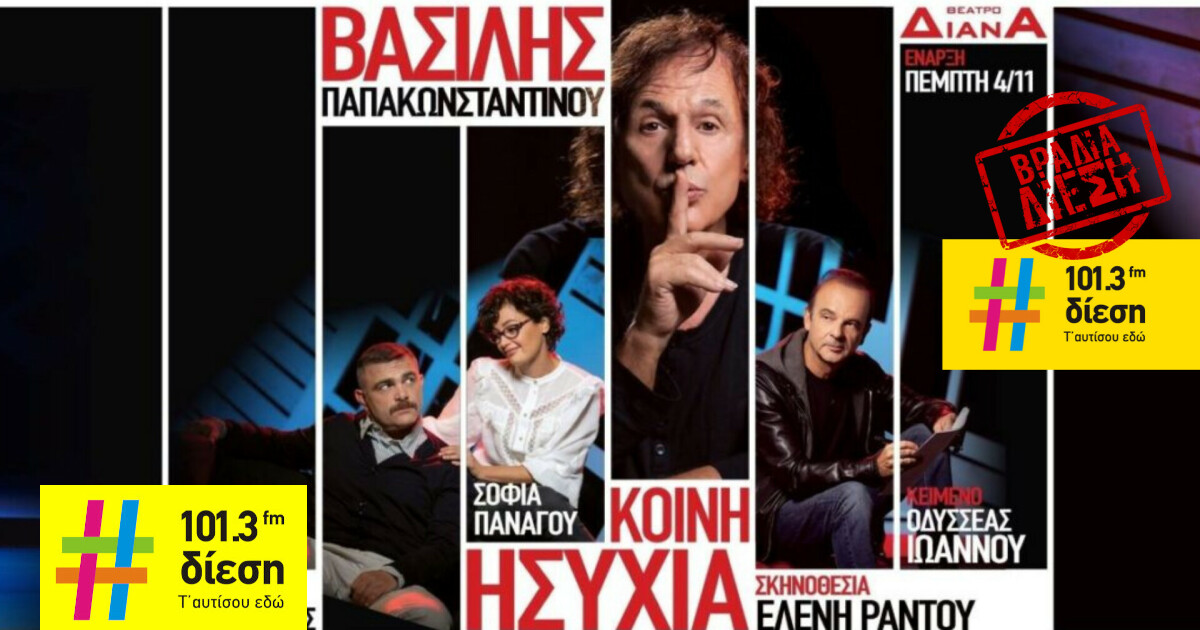 ΒΑΣΙΛΗΣ
ΠΑΠΑΚΩΝΣΤΑΝΤΙΝΟΥ
ΘΕΑΤΡΟ
ΔΙΑΝΑ
ΕΝΑΡΞΗ
ΠΕΜΠΤΗ 4/11
ΒΡΑΔΙΑ
ΔΙΕΣΗ
101.3 fm
δίεση
Τ'αυτίσου εδώ
ΣΟΦΙΑ
ΠΑΝΑΓΟΥ
ΚΟΙΝΗ
ΗΣΥΧΙΑ
ΚΕΙΜΕΝΟ
ΟΔΥΣΣΕΑΣ
ΙΩΑΝΝΟΥ
ΣΚΗΝΟΘΕΣΙΑ
ΕΛΕΝΗ ΡΑΝΤΟΥ
101.3 fm
δίεση
Τ'αυτίσου εδώ